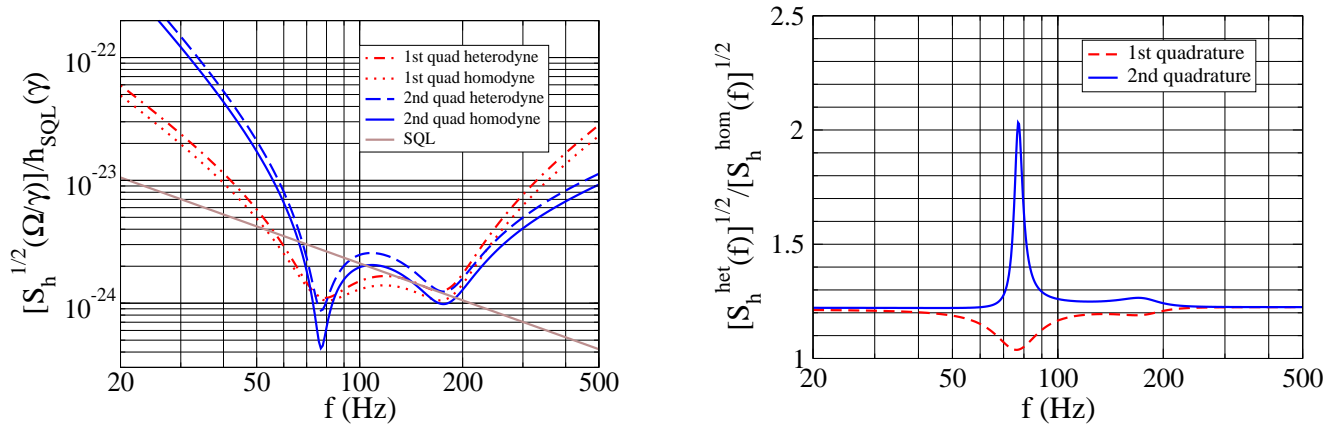 [S_h^{1/2}(Ω/γ)]/h_{SQL}(γ)
10^{-22}
10^{-23}
10^{-24}
1st quad heterodyne
1st quad homodyne
2nd quad heterodyne
2nd quad homodyne
SQL
20 50 100 200 500
f (Hz)
[S_h^{het}(f)]^{1/2}/[S_h^{hom}(f)]^{1/2}
2.5
2
1.5
1
1st quadrature
2nd quadrature
20 50 100 200 500
f (Hz)